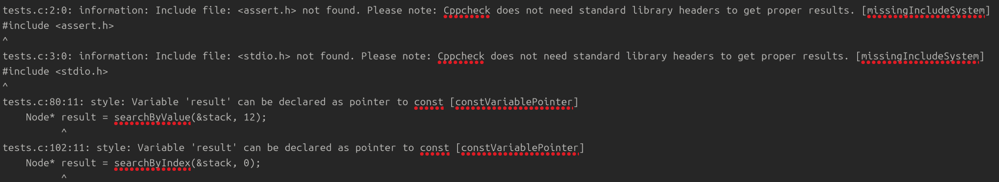 tests.c:2:0: information: Include file: <assert.h> not found. Please note: Cppcheck does not need standard library headers to get proper results. [missingIncludeSystem]
#include <assert.h>
^
tests.c:3:0: information: Include file: <stdio.h> not found. Please note: Cppcheck does not need standard library headers to get proper results. [missingIncludeSystem]
#include <stdio.h>
^
tests.c:80:11: style: Variable 'result' can be declared as pointer to const [constVariablePointer]
    Node* result = searchByValue(&stack, 12);
          ^
tests.c:102:11: style: Variable 'result' can be declared as pointer to const [constVariablePointer]
    Node* result = searchByIndex(&stack, 0);
          ^